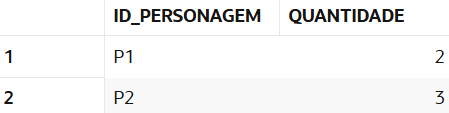 ID_PERSONAGEM QUANTIDADE
1 P1 2
2 P2 3